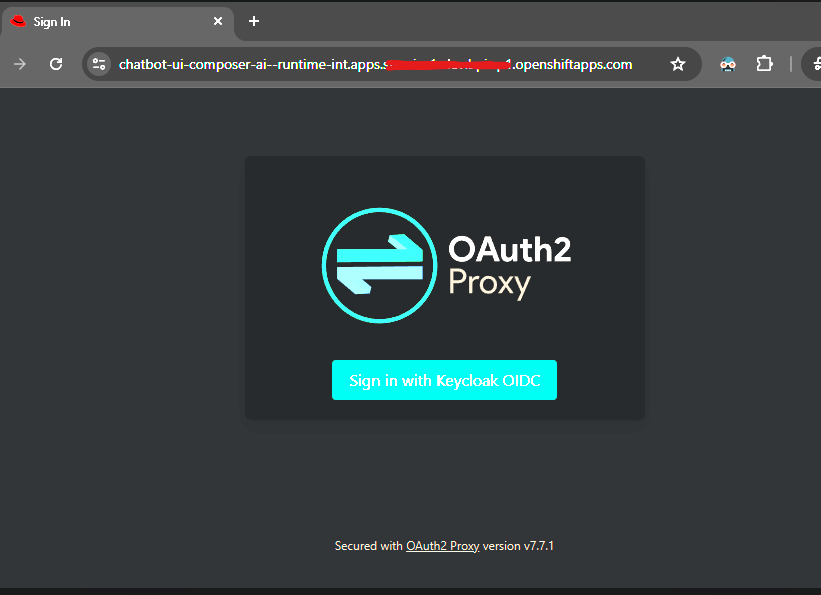 Sign In
chatbot-ui-composer-ai--runtime-int.apps.s
.openshiftapps.com
OAuth2
Proxy
Sign in with Keycloak OIDC
Secured with OAuth2 Proxy version v7.7.1